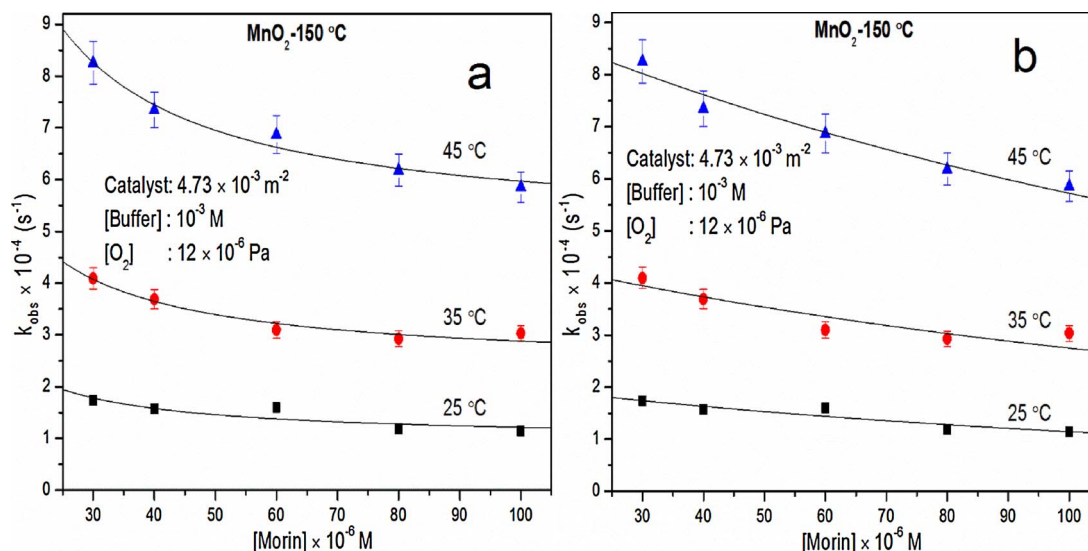 MnO₂-150 °C
a
45 °C
Catalyst: 4.73 × 10⁻³ m⁻²
[Buffer] : 10⁻³ M
[O₂] : 12 × 10⁻⁶ Pa
35 °C
25 °C
k_obs × 10⁻⁴ (s⁻¹)
9
8
7
6
5
4
3
2
1
0
30 40 50 60 70 80 90 100
[Morin] × 10⁻⁶ M
MnO₂-150 °C
b
45 °C
Catalyst: 4.73 × 10⁻³ m⁻²
[Buffer] : 10⁻³ M
[O₂] : 12 × 10⁻⁶ Pa
35 °C
25 °C
k_obs × 10⁻⁴ (s⁻¹)
9
8
7
6
5
4
3
2
1
0
30 40 50 60 70 80 90 100
[Morin] × 10⁻⁶ M